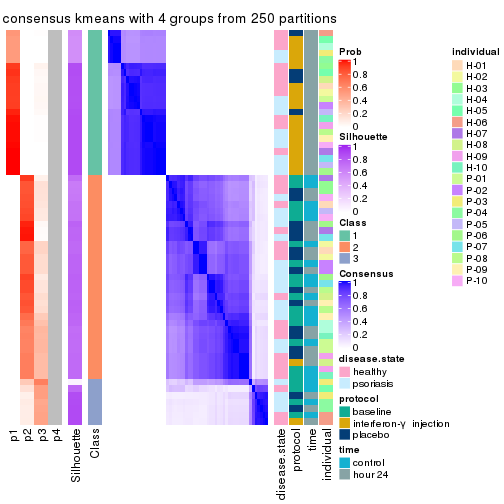 consensus kmeans with 4 groups from 250 partitions
Prob
1
0.8
0.6
0.4
0.2
0
Silhouette
1
0.8
0.6
0.4
0.2
0
Class
1
2
3
Consensus
1
0.8
0.6
0.4
0.2
0
disease.state
healthy
psoriasis
protocol
baseline
interferon-γ injection
placebo
time
control
hour 24
individual
H-01
H-02
H-03
H-04
H-05
H-06
H-07
H-08
H-09
H-10
P-01
P-02
P-03
P-04
P-05
P-06
P-07
P-08
P-09
P-10
p1
p2
p3
p4
Silhouette
Class
disease.state
protocol
time
individual